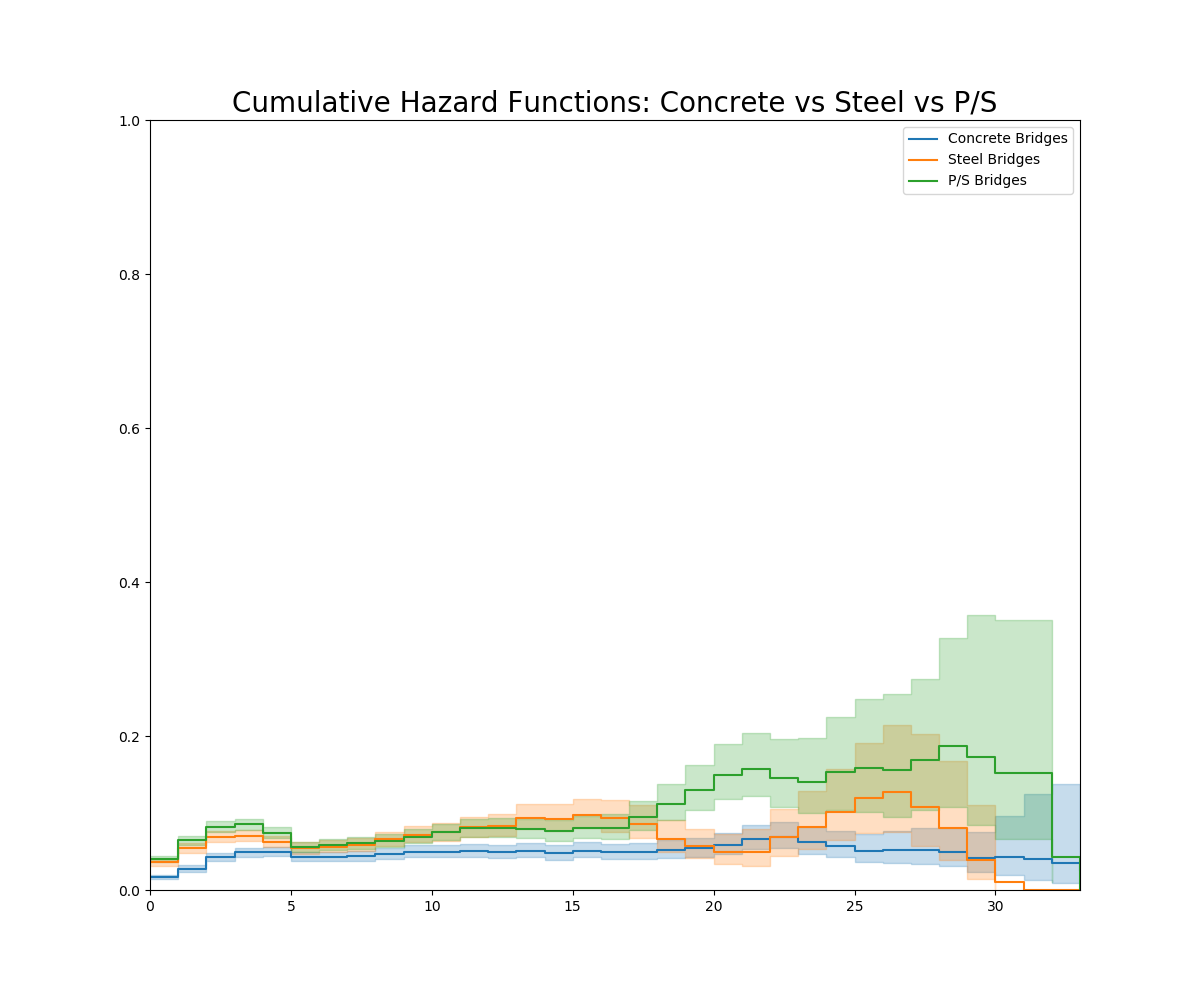 Cumulative Hazard Functions: Concrete vs Steel vs P/S
1.0
Concrete Bridges
Steel Bridges
P/S Bridges
0.8
0.6
0.4
0.2
0.0
0 5 10 15 20 25 30